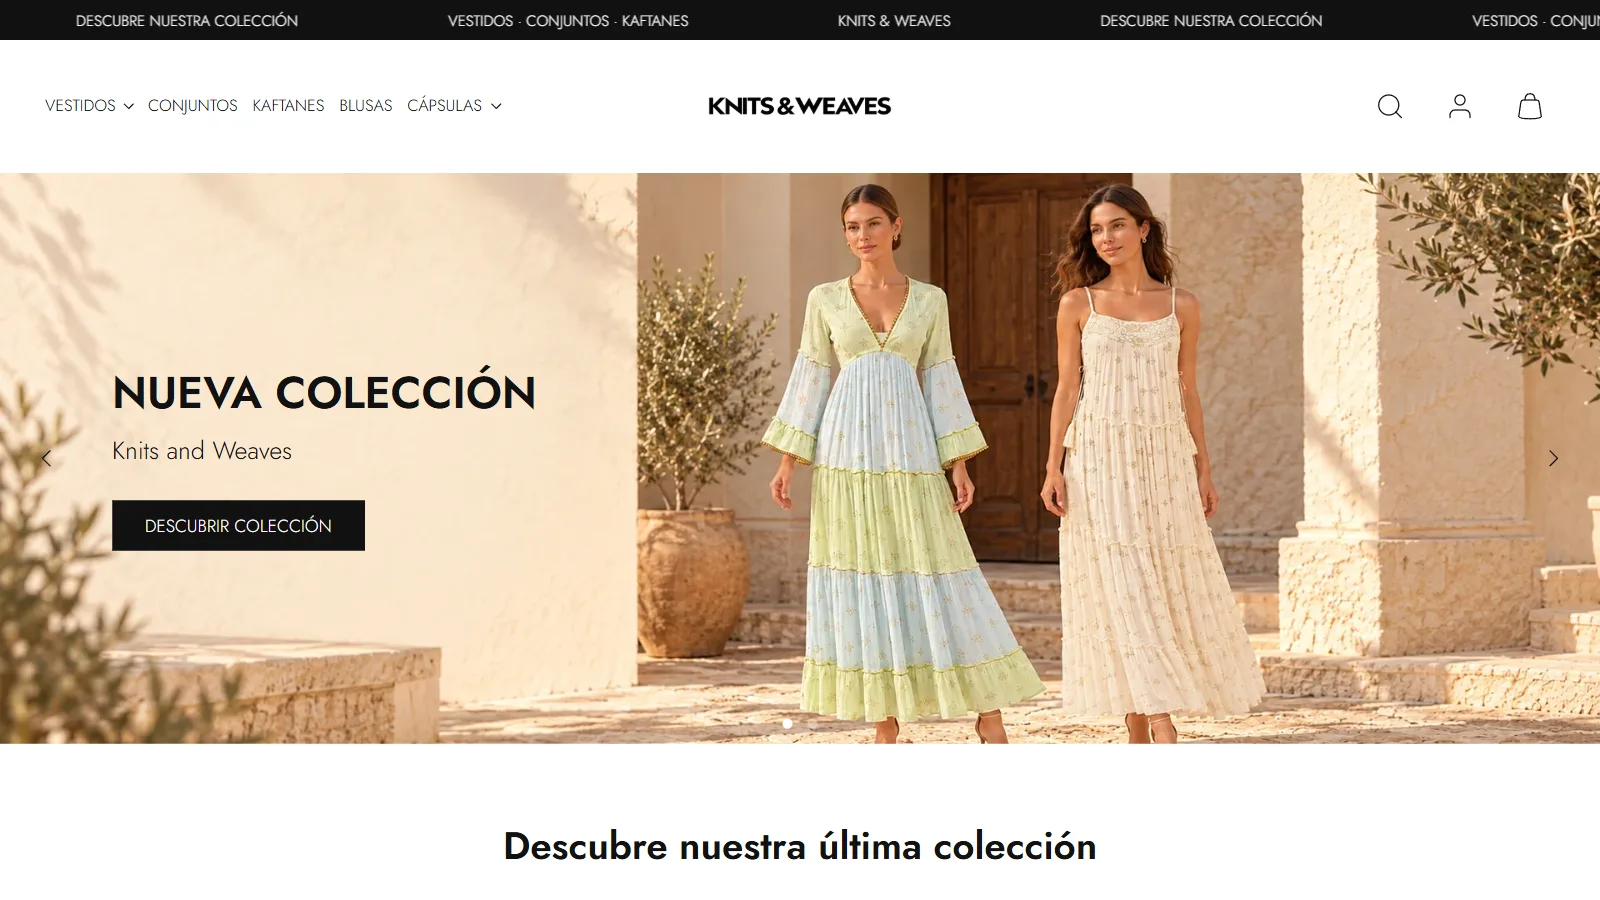 DESCUBRE NUESTRA COLECCIÓN VESTIDOS · CONJUNTOS · KAFTANES KNITS & WEAVES DESCUBRE NUESTRA COLECCIÓN VESTIDOS
VESTIDOS CONJUNTOS KAFTANES BLUSAS CÁPSULAS KNITS & WEAVES
NUEVA COLECCIÓN
Knits and Weaves
DESCUBRIR COLECCIÓN
Descubre nuestra última colección